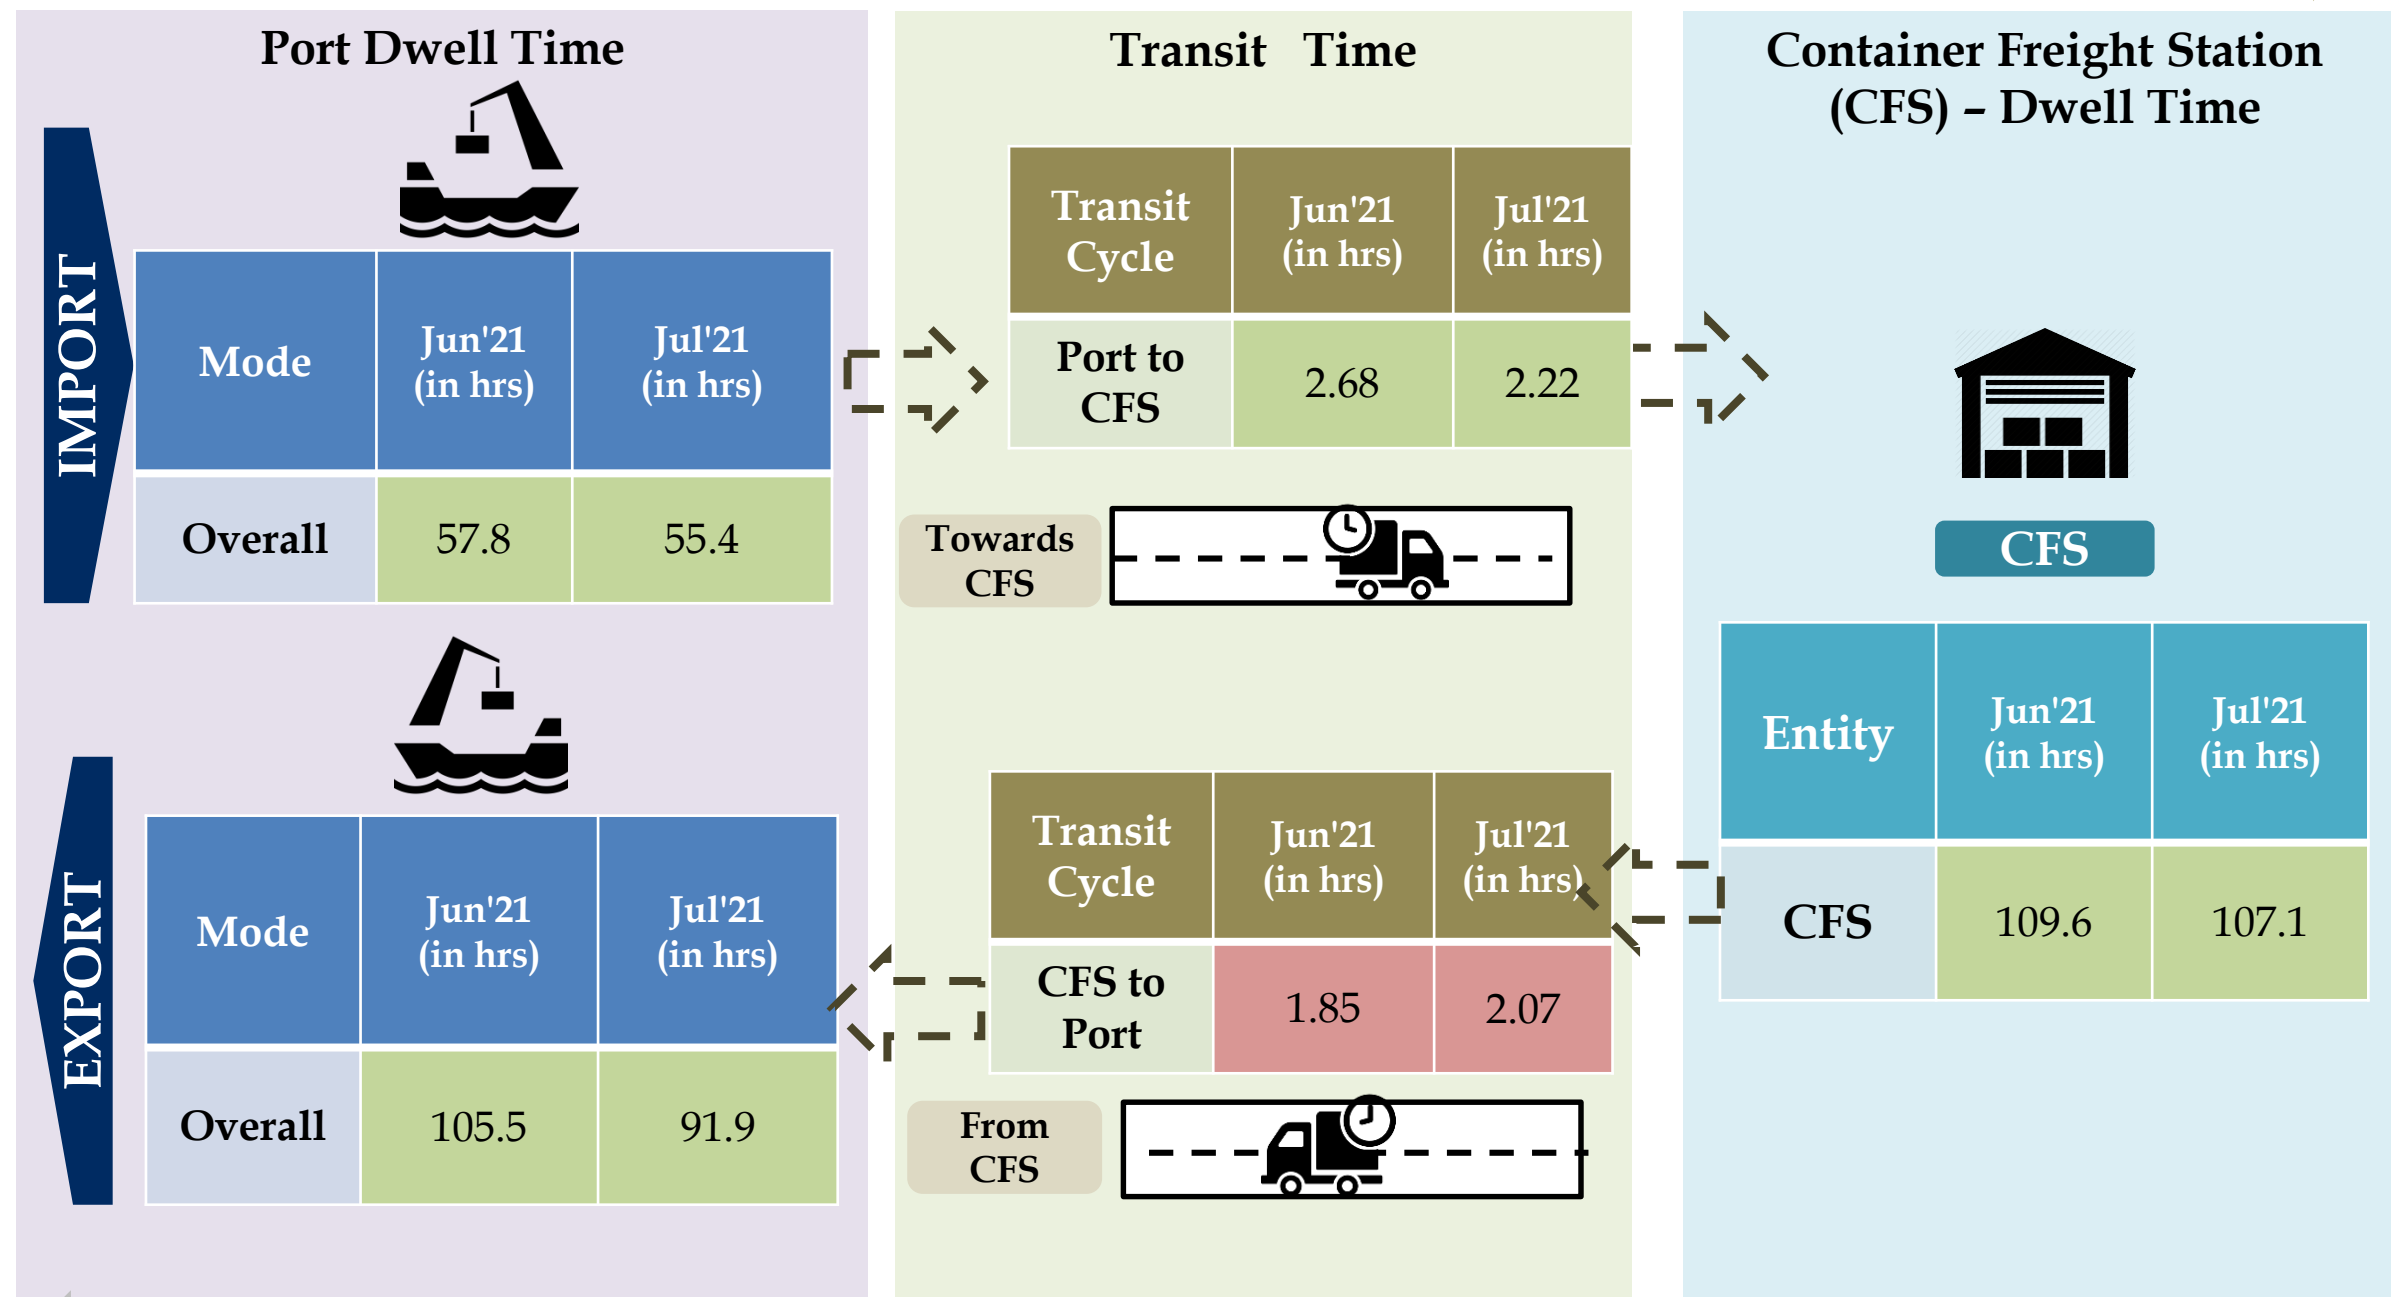 Port Dwell Time
IMPORT
Mode
Jun'21
(in hrs)
Jul'21
(in hrs)
Overall
57.8
55.4
EXPORT
Mode
Jun'21
(in hrs)
Jul'21
(in hrs)
Overall
105.5
91.9
Transit Time
Transit
Cycle
Jun'21
(in hrs)
Jul'21
(in hrs)
Port to
CFS
2.68
2.22
Towards
CFS
Transit
Cycle
Jun'21
(in hrs)
Jul'21
(in hrs)
CFS to
Port
1.85
2.07
From
CFS
Container Freight Station
(CFS) – Dwell Time
CFS
Entity
Jun'21
(in hrs)
Jul'21
(in hrs)
CFS
109.6
107.1